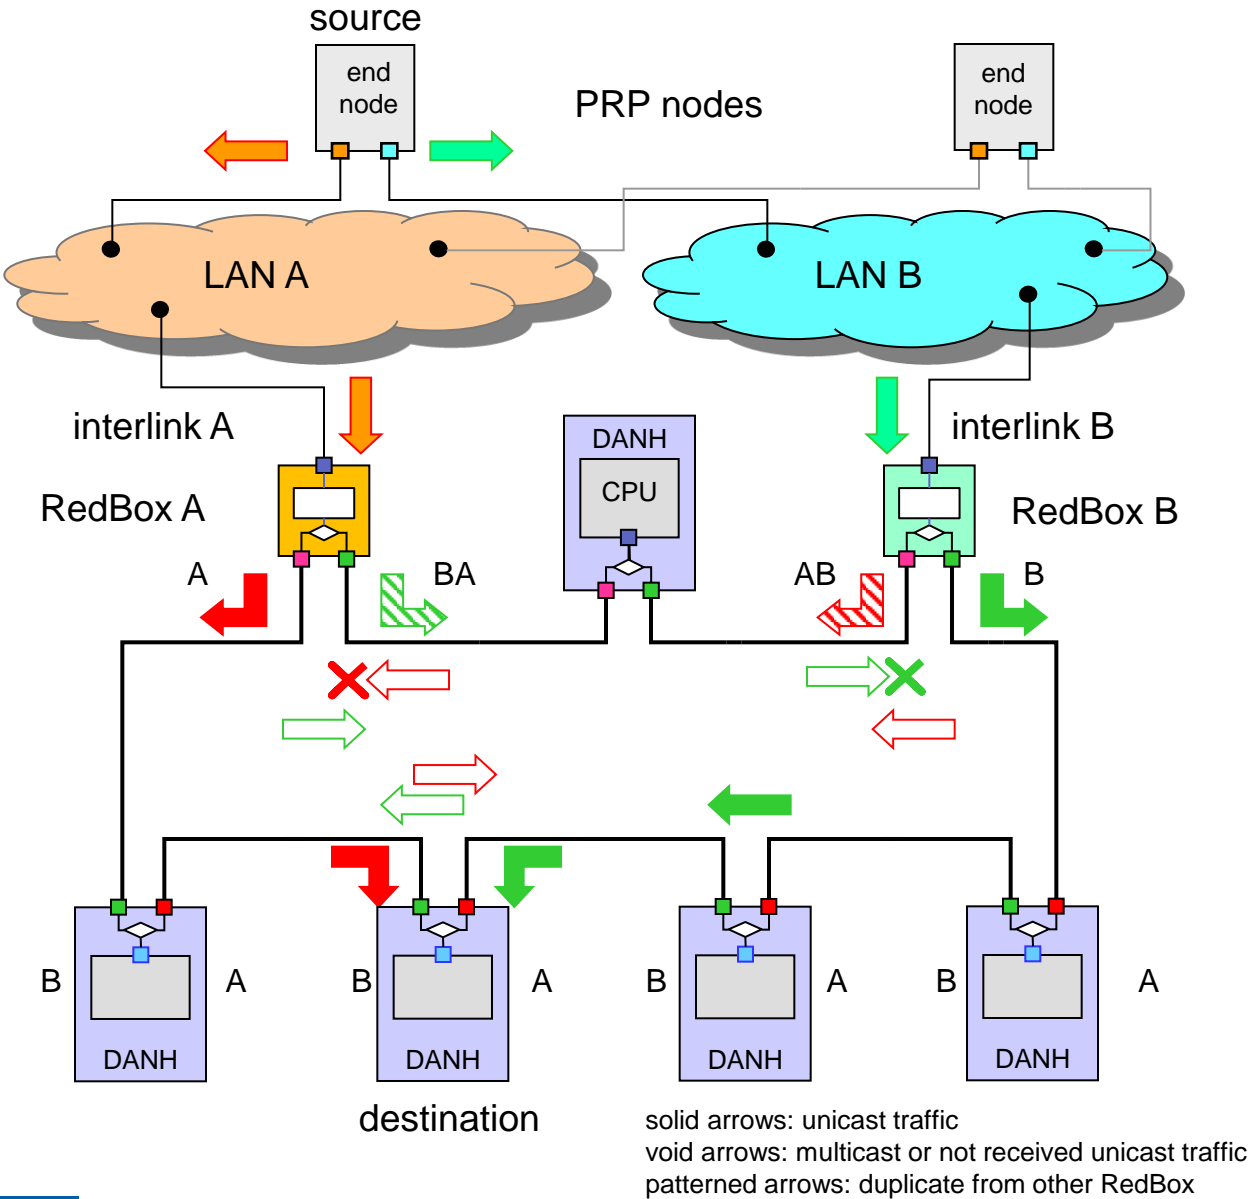 source
end
node
PRP nodes
end
node
LAN A
LAN B
interlink A
DANH
interlink B
CPU
RedBox A
RedBox B
A
BA
AB
B
B
A
B
A
B
A
B
A
DANH
DANH
DANH
DANH
destination
solid arrows: unicast traffic
void arrows: multicast or not received unicast traffic
patterned arrows: duplicate from other RedBox